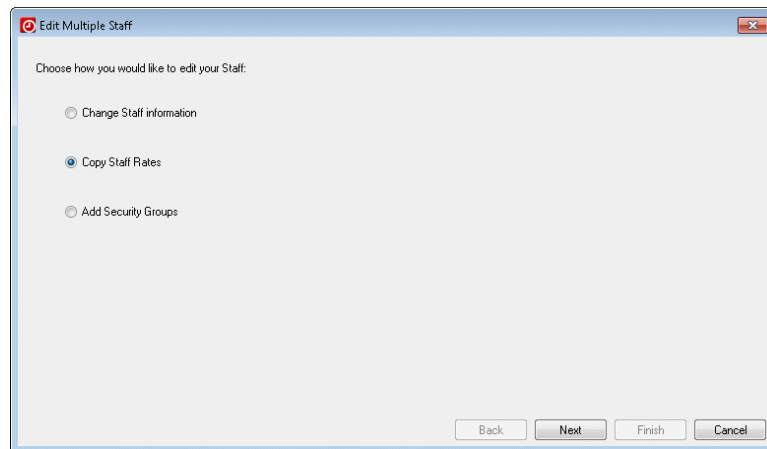 Edit Multiple Staff
Choose how you would like to edit your Staff:
Change Staff information
Copy Staff Rates
Add Security Groups
Back Next Finish Cancel